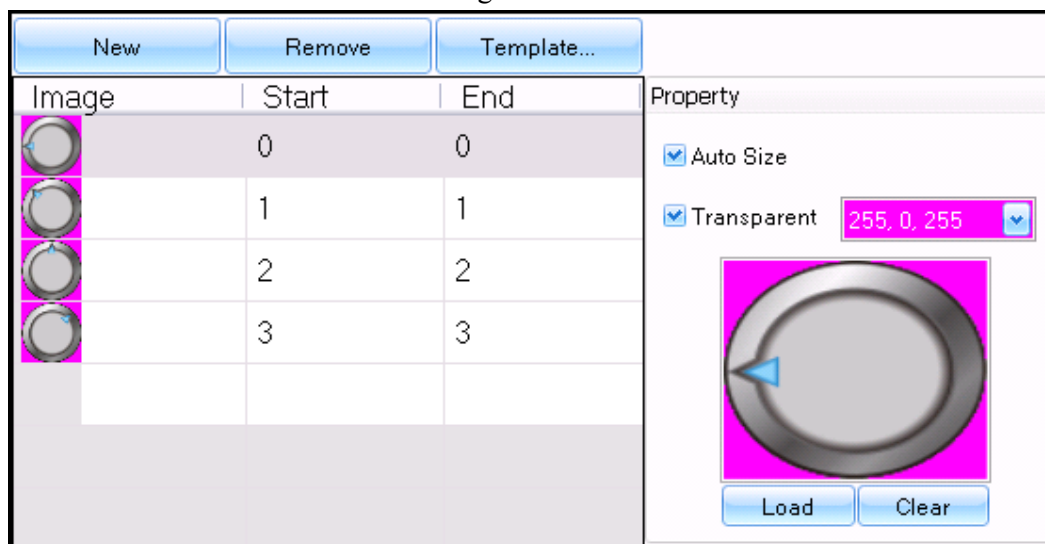 New Remove Template...
Image Start End Property
0 0
Auto Size
1 1
Transparent 255, 0, 255
2 2
3 3
Load Clear